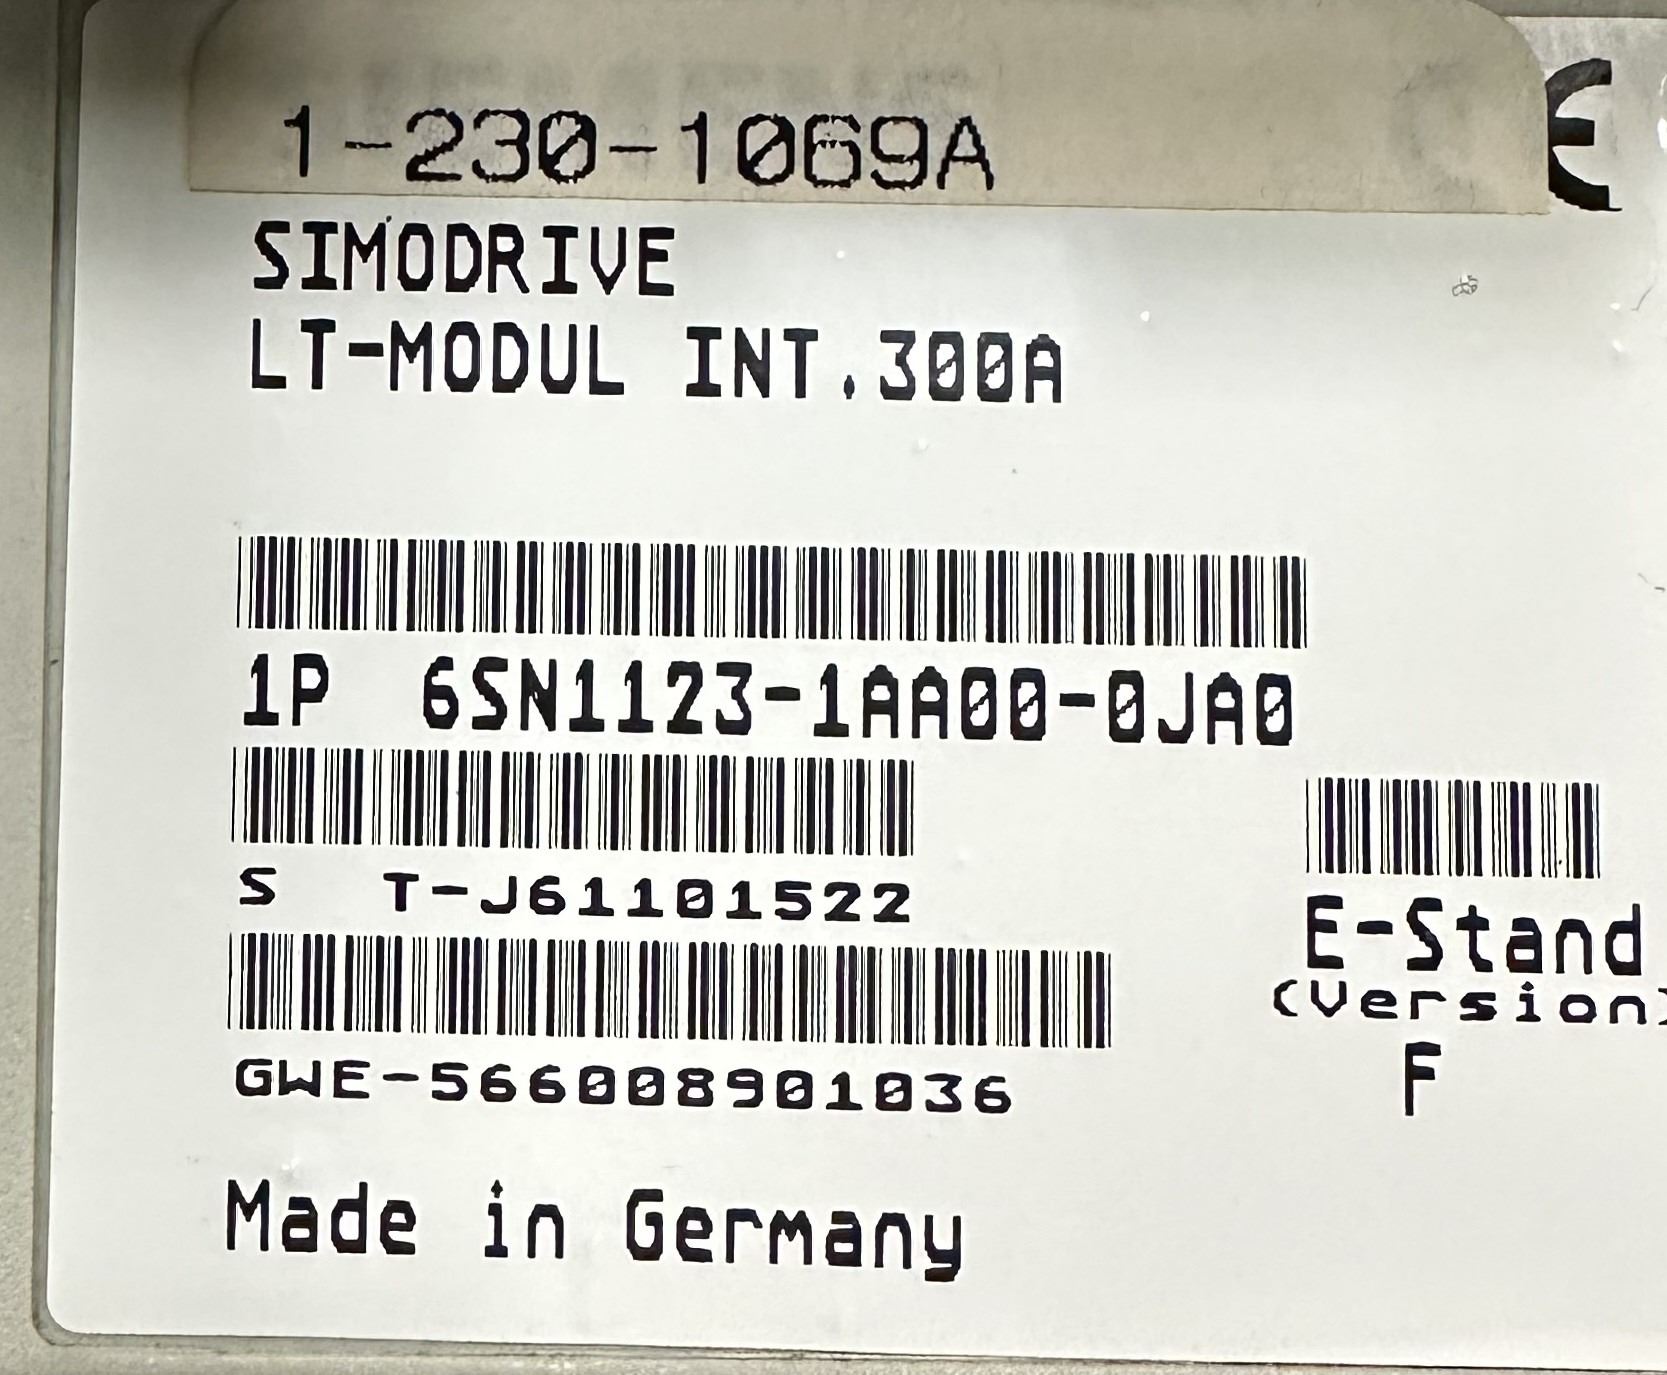 1-230-1069A
SIMODRIVE
LT-MODUL INT.300A
1P 6SN1123-1AA00-0JA0
S T-J61101522
E-Stand
(Version)
F
GWE-566008901036
Made in Germany